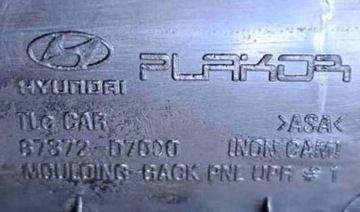 HYUNDAI PLAKOR
TLe CAR >ASA<
87372-D7000 (NON CAM)
MOULDING-BACK PNL UPR # 1